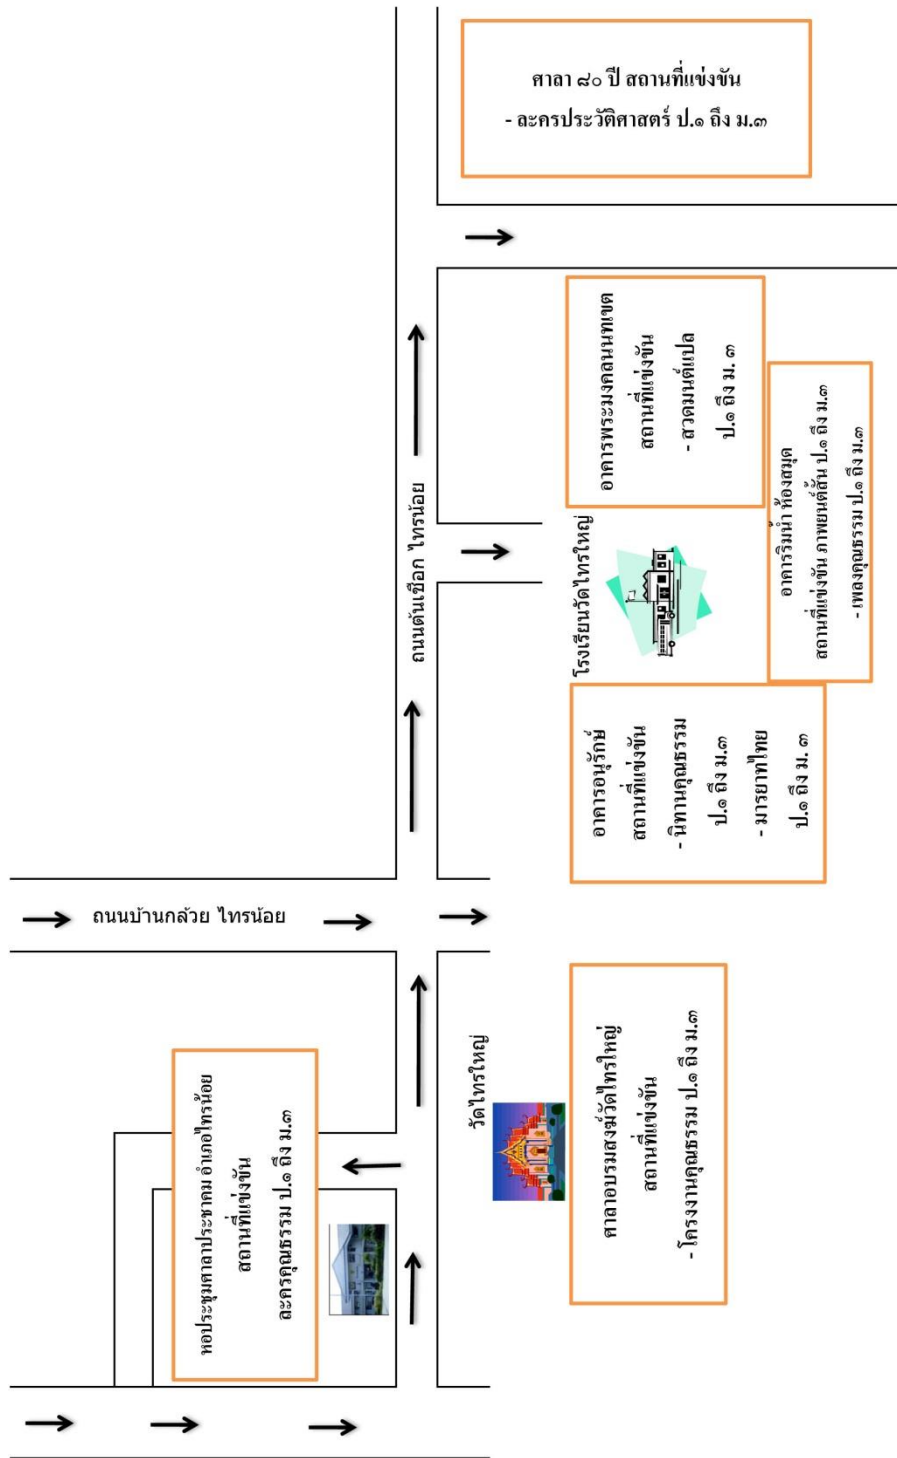 ศาลา ๘๐ ปี สถานที่แข่งขัน
- ละครประวัติศาสตร์ ป.๑ ถึง ม.๓
อาคารพระมงคลนนทเขต
สถานที่แข่งขัน
- สวดมนต์แปล
ป.๑ ถึง ม. ๓
อาคารริมน้ำ ห้องสมุด
สถานที่แข่งขัน ภาพยนต์สั้น ป.๑ ถึง ม.๓
- เพลงคุณธรรม ป.๑ ถึง ม.๓
ถนนต้นเชือก ไทรน้อย
โรงเรียนวัดไทรใหญ่
อาคารอนุรักษ์
สถานที่แข่งขัน
- นิทานคุณธรรม
ป.๑ ถึง ม.๓
- มารยาทไทย
ป.๑ ถึง ม. ๓
ถนนบ้านกล้วย ไทรน้อย
หอประชุมศาลาประชาคม อำเภอไทรน้อย
สถานที่แข่งขัน
ละครคุณธรรม ป.๑ ถึง ม.๓
วัดไทรใหญ่
ศาลาอบรมสงฆ์วัดไทรใหญ่
สถานที่แข่งขัน
- โครงงานคุณธรรม ป.๑ ถึง ม.๓